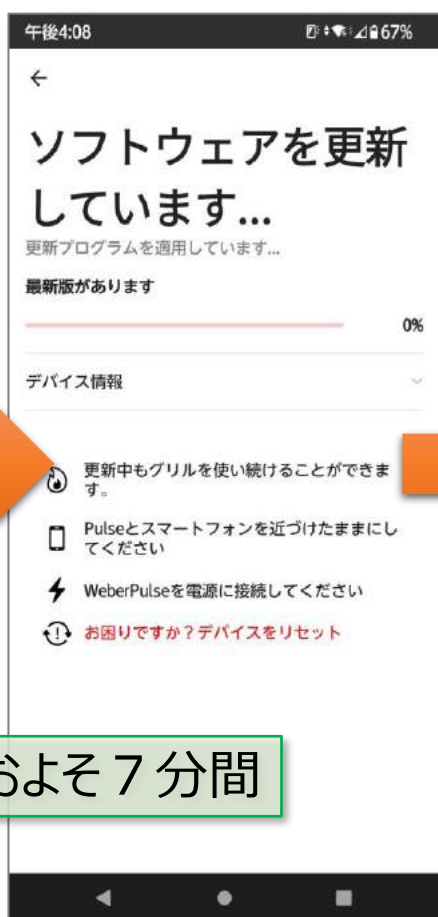 午後4:08
67%
ソフトウェアを更新
しています...
更新プログラムを適用しています...
最新版があります
0%
デバイス情報
更新中もグリルを使い続けることができま
す。
Pulseとスマートフォンを近づけたままにし
てください
WeberPulseを電源に接続してください
お困りですか？デバイスをリセット
およそ７分間